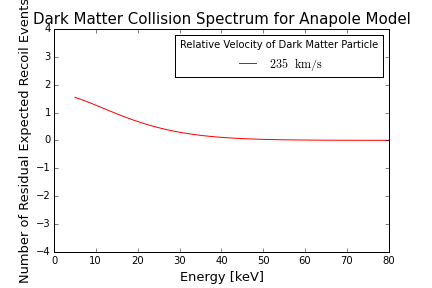 Dark Matter Collision Spectrum for Anapole Model
Number of Residual Expected Recoil Events
4
3
2
1
0
−1
−2
−3
−4
Relative Velocity of Dark Matter Particle
235 km/s
0 10 20 30 40 50 60 70 80
Energy [keV]